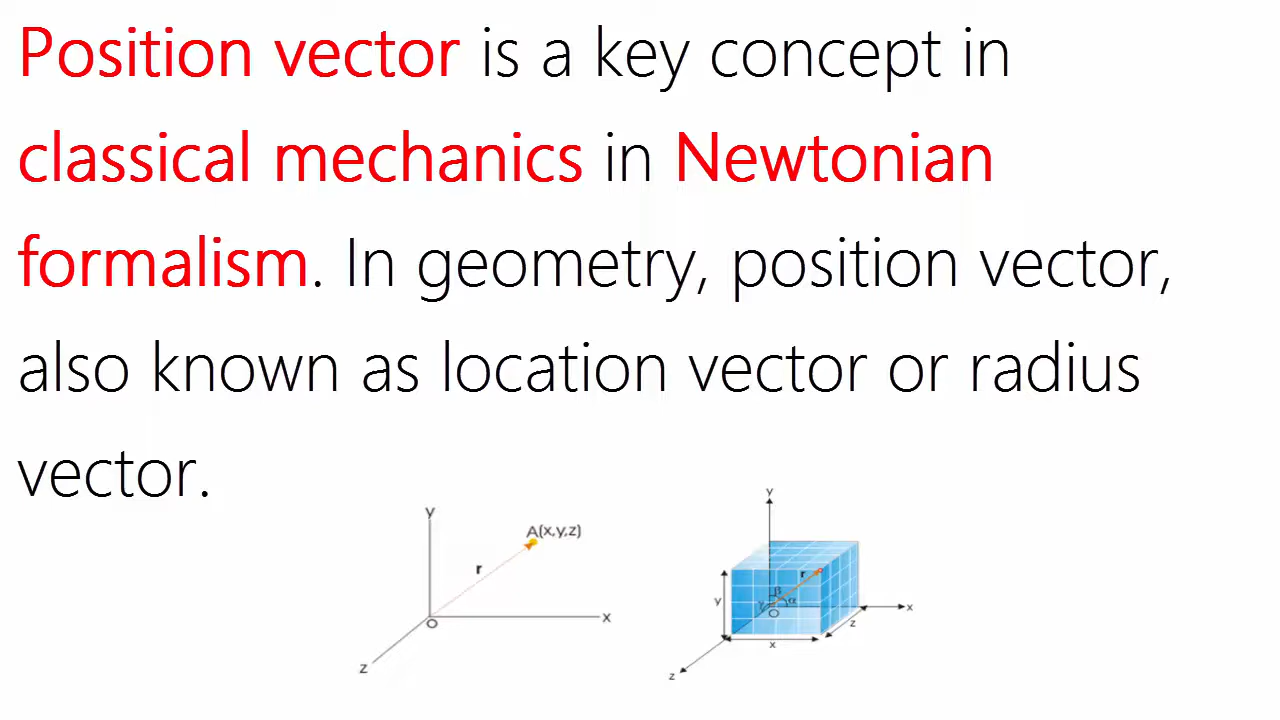 Position vector is a key concept in
classical mechanics in Newtonian
formalism. In geometry, position vector,
also known as location vector or radius
vector.
y
A(x,y,z)
r
O
x
z
y
r
β
α
γ
O
y
x
z
x
z